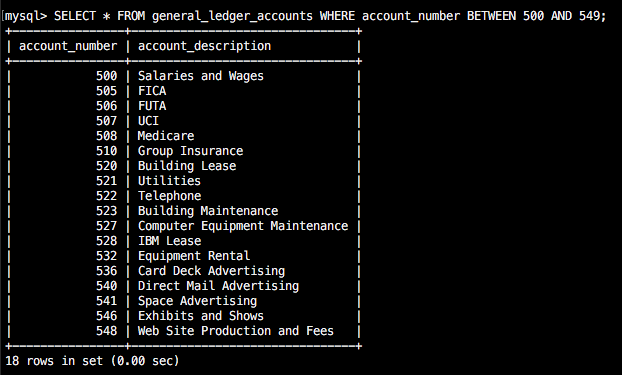 mysql> SELECT * FROM general_ledger_accounts WHERE account_number BETWEEN 500 AND 549;
+----------------+--------------------------------+
| account_number | account_description            |
+----------------+--------------------------------+
|            500 | Salaries and Wages             |
|            505 | FICA                           |
|            506 | FUTA                           |
|            507 | UCI                            |
|            508 | Medicare                       |
|            510 | Group Insurance                |
|            520 | Building Lease                 |
|            521 | Utilities                      |
|            522 | Telephone                      |
|            523 | Building Maintenance           |
|            527 | Computer Equipment Maintenance |
|            528 | IBM Lease                      |
|            532 | Equipment Rental               |
|            536 | Card Deck Advertising          |
|            540 | Direct Mail Advertising        |
|            541 | Space Advertising              |
|            546 | Exhibits and Shows             |
|            548 | Web Site Production and Fees   |
+----------------+--------------------------------+
18 rows in set (0.00 sec)